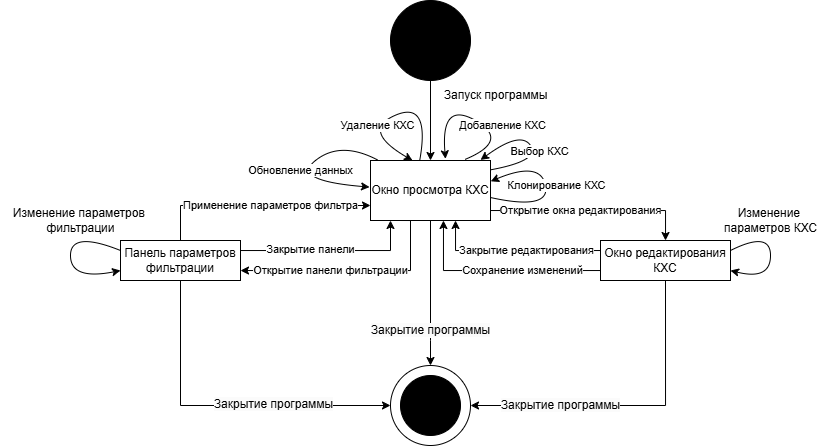 Запуск программы
Удаление КХС
Добавление КХС
Выбор КХС
Обновление данных
Клонирование КХС
Окно просмотра КХС
Применение параметров фильтра
Открытие окна редактирования
Изменение параметров
фильтрации
Изменение
параметров КХС
Панель параметров
фильтрации
Закрытие панели
Закрытие редактирования
Окно редактирования
КХС
Открытие панели фильтрации
Сохранение изменений
Закрытие программы
Закрытие программы
Закрытие программы